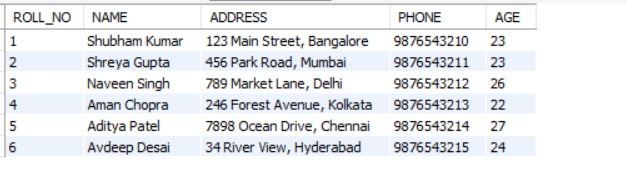 ROLL_NO NAME ADDRESS PHONE AGE
1 Shubham Kumar 123 Main Street, Bangalore 9876543210 23
2 Shreya Gupta 456 Park Road, Mumbai 9876543211 23
3 Naveen Singh 789 Market Lane, Delhi 9876543212 26
4 Aman Chopra 246 Forest Avenue, Kolkata 9876543213 22
5 Aditya Patel 7898 Ocean Drive, Chennai 9876543214 27
6 Avdeep Desai 34 River View, Hyderabad 9876543215 24